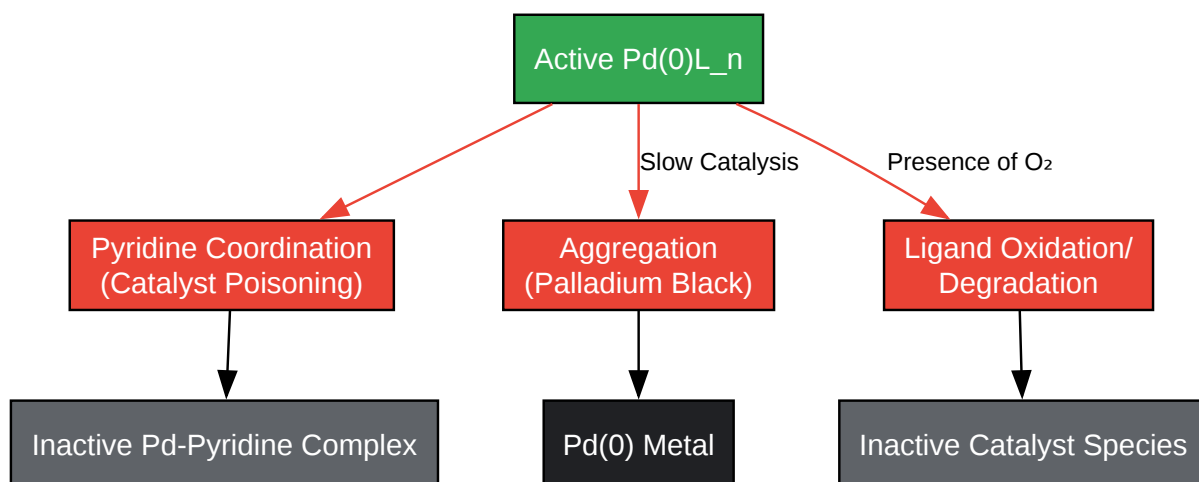 Active Pd(0)L_n
Slow Catalysis
Presence of O₂
Pyridine Coordination
(Catalyst Poisoning)
Aggregation
(Palladium Black)
Ligand Oxidation/
Degradation
Inactive Pd-Pyridine Complex
Pd(0) Metal
Inactive Catalyst Species